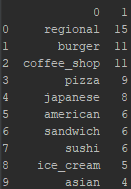 0 1
0 regional 15
1 burger 11
2 coffee_shop 11
3 pizza 9
4 japanese 8
5 american 6
6 sandwich 6
7 sushi 6
8 ice_cream 5
9 asian 4